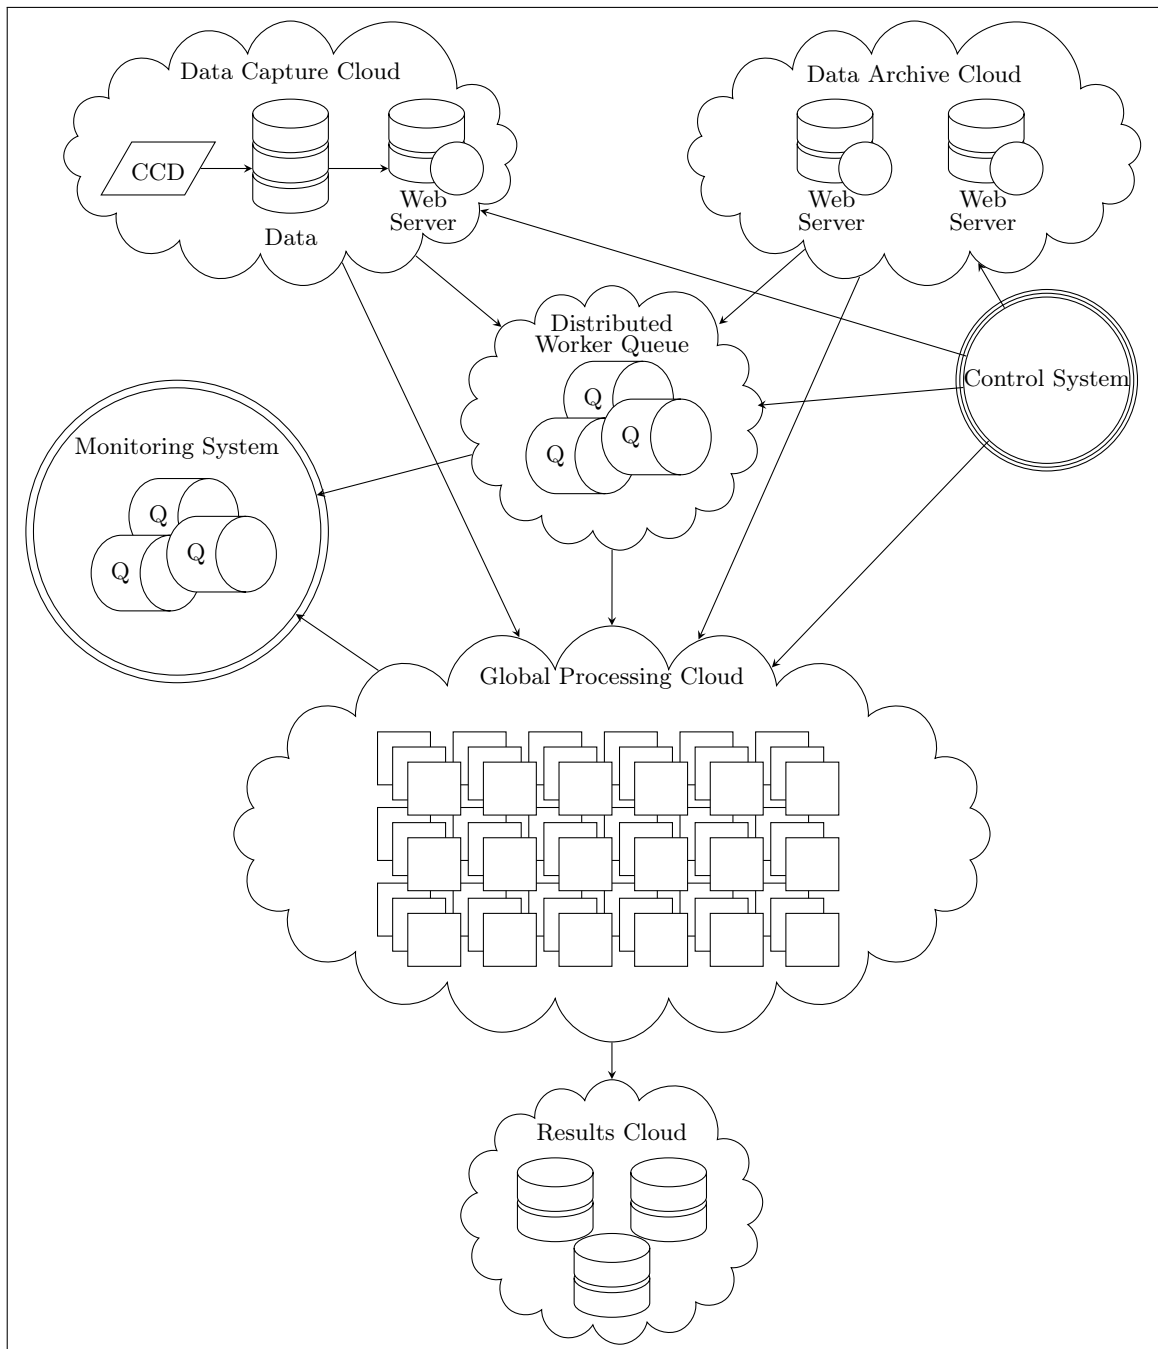 Data Capture Cloud
Data Archive Cloud
CCD
Data
Web
Server
Web
Server
Web
Server
Distributed
Worker Queue
Q
Q
Q
Control System
Monitoring System
Q
Q
Q
Global Processing Cloud
Results Cloud